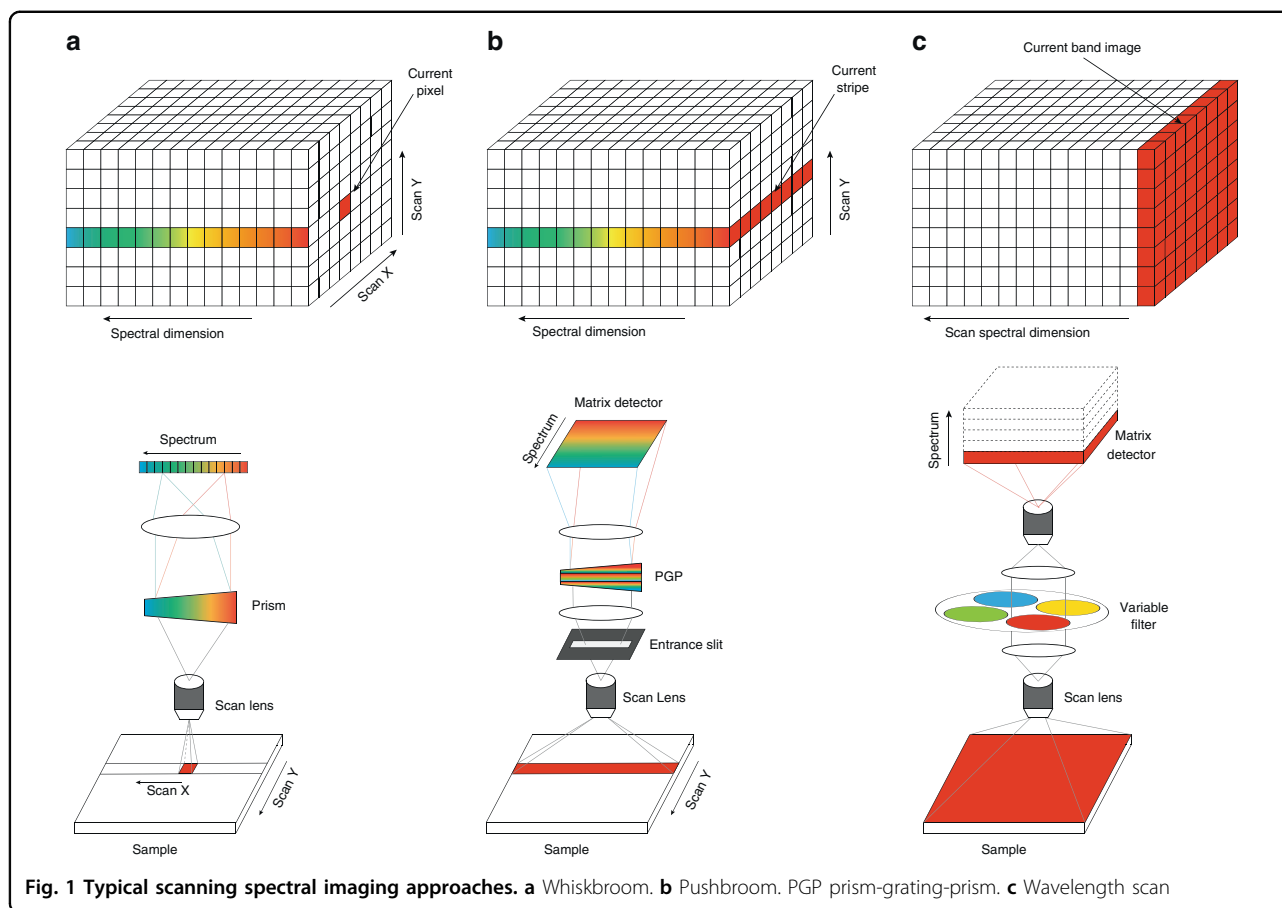 a
Current
pixel
Scan Y
Scan X
Spectral dimension
Spectrum
Prism
Scan lens
Scan X
Scan Y
Sample
b
Current
stripe
Scan Y
Spectral dimension
Matrix detector
Spectrum
PGP
Entrance slit
Scan Lens
Scan Y
Sample
c
Current band image
Scan spectral dimension
Spectrum
Matrix
detector
Variable
filter
Scan lens
Sample
Fig. 1 Typical scanning spectral imaging approaches. a Whiskbroom. b Pushbroom. PGP prism-grating-prism. c Wavelength scan